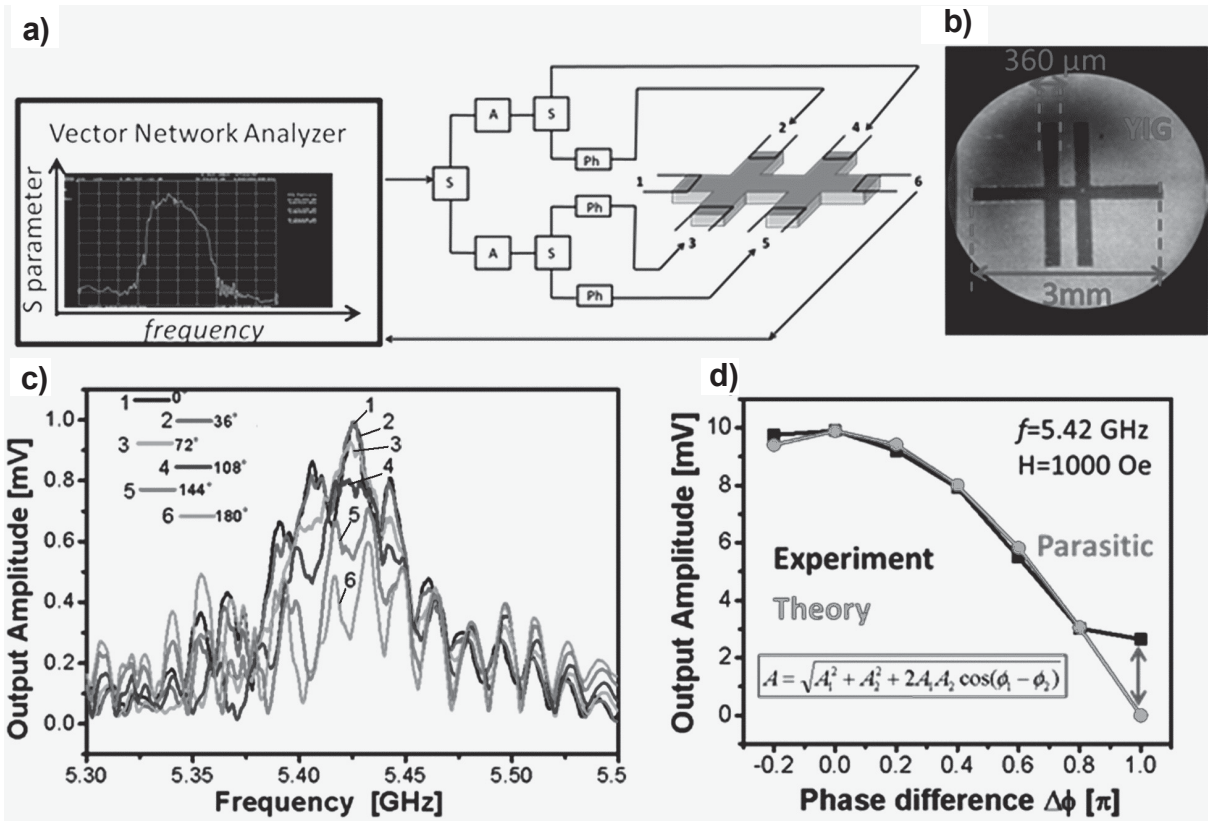 a)
Vector Network Analyzer
S parameter
frequency
S
A
S
Ph
A
S
Ph
Ph
1
2
3
4
5
6
b)
360 μm
YIG
3mm
c)
Output Amplitude [mV]
1.0
0.8
0.6
0.4
0.2
0.0
1 0°
2 36°
3 72°
4 108°
5 144°
6 180°
1
2
3
4
5
6
5.30 5.35 5.40 5.45 5.50 5.5
Frequency [GHz]
d)
Output Amplitude [mV]
10
8
6
4
2
0
f=5.42 GHz
H=1000 Oe
Experiment
Parasitic
Theory
A = √A₁² + A₂² + 2A₁A₂ cos(ϕ₁ − ϕ₂)
-0.2 0.0 0.2 0.4 0.6 0.8 1.0
Phase difference Δϕ [π]